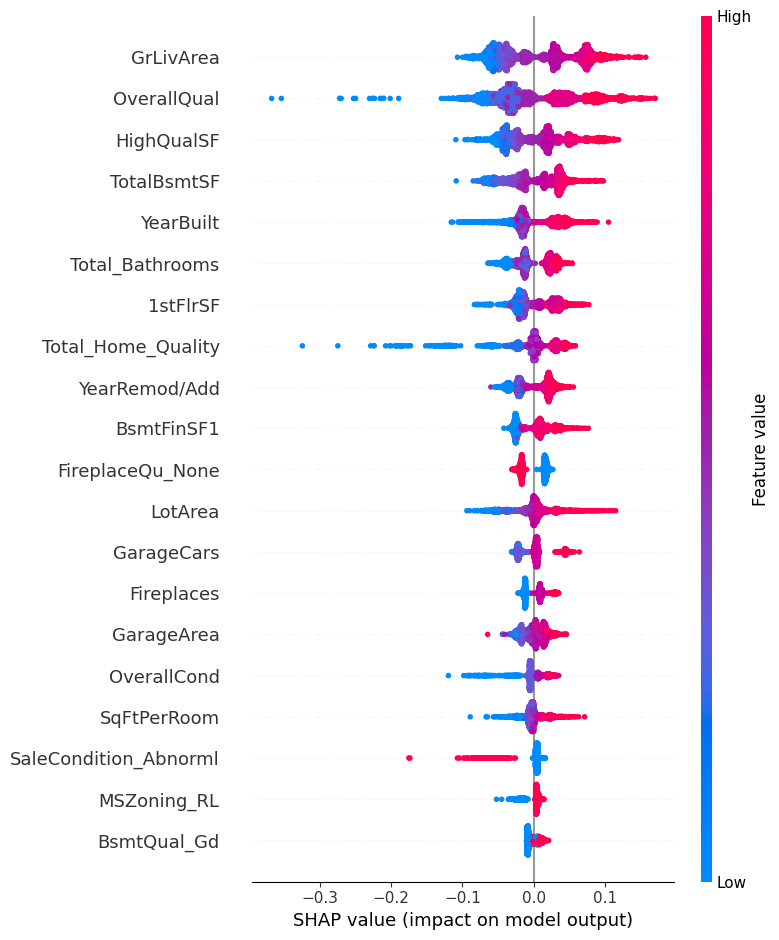 High
GrLivArea
OverallQual
HighQualSF
TotalBsmtSF
YearBuilt
Total_Bathrooms
1stFlrSF
Total_Home_Quality
YearRemod/Add
BsmtFinSF1
FireplaceQu_None
LotArea
GarageCars
Fireplaces
GarageArea
OverallCond
SqFtPerRoom
SaleCondition_Abnorml
MSZoning_RL
BsmtQual_Gd
Feature value
Low
−0.3 −0.2 −0.1 0.0 0.1
SHAP value (impact on model output)